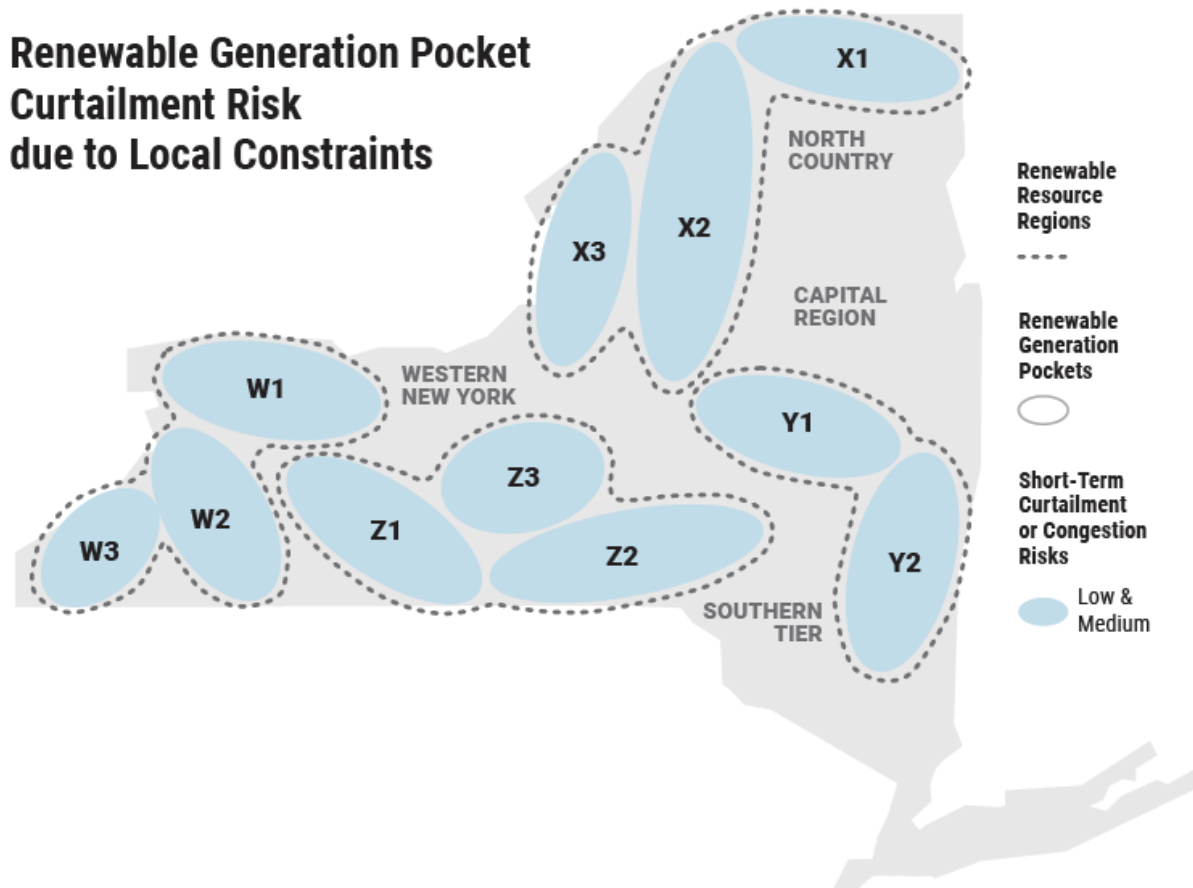 Renewable Generation Pocket
Curtailment Risk
due to Local Constraints
X1
NORTH
COUNTRY
X2
X3
CAPITAL
REGION
W1
WESTERN
NEW YORK
Y1
Z3
W2
Z1
W3
Z2
Y2
SOUTHERN
TIER
Renewable
Resource
Regions
Renewable
Generation
Pockets
Short-Term
Curtailment
or Congestion
Risks
Low &
Medium